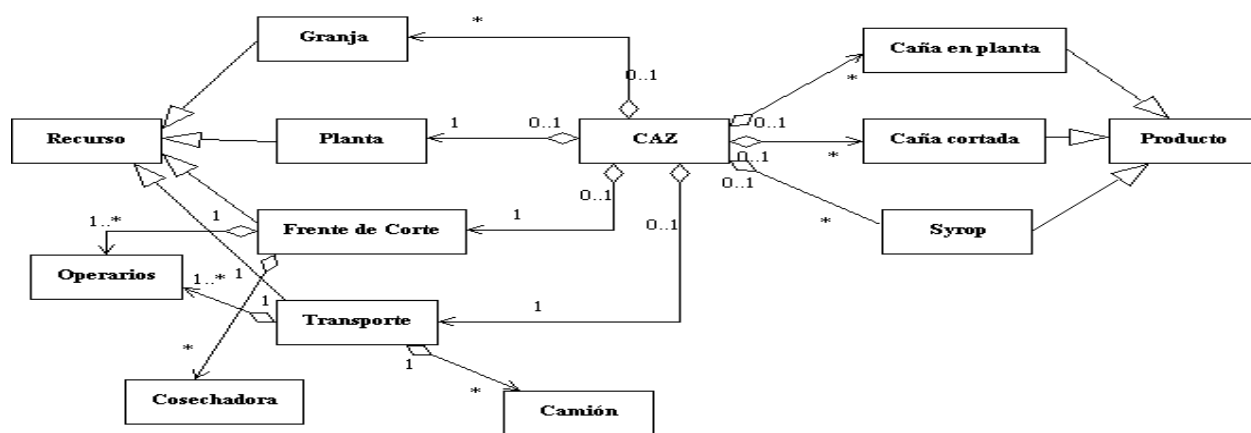 Granja
*
0..1
Caña en planta
*
0..1
Recurso
Planta
1
0..1
CAZ
0..1
*
Caña cortada
Producto
0..1
0..1
0..1
*
1..*
1
Frente de Corte
1
Syrop
Operarios
1..*
1
1
Transporte
1
*
1
*
Cosechadora
Camión